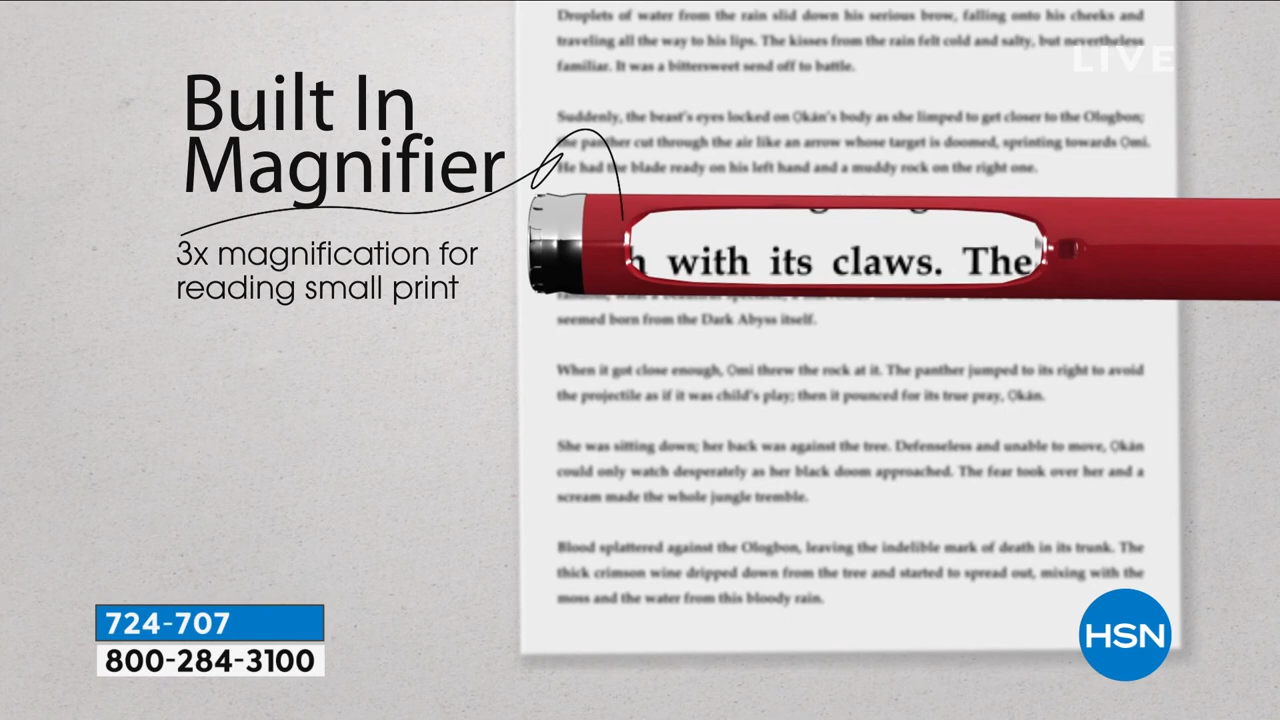 Droplets of water from the rain slid down his serious brow, falling onto his cheeks and
traveling all the way to his lips. The kisses from the rain felt cold and salty, but nevertheless
familiar. It was a bittersweet send off to battle.
LIVE
Built In
Magnifier
3x magnification for
reading small print
Suddenly, the beast's eyes locked on Ọkàn's body as she limped to get closer to the Ologbon;
the panther cut through the air like an arrow whose target is doomed, sprinting towards Omi.
He had the blade ready on his left hand and a muddy rock on the right one.
with its claws. The
seemed born from the Dark Abyss itself.
When it got close enough, Omi threw the rock at it. The panther jumped to its right to avoid
the projectile as if it was child's play; then it pounced for its true pray, Ọkàn.
She was sitting down; her back was against the tree. Defenseless and unable to move, Ọkàn
could only watch desperately as her black doom approached. The fear took over her and a
scream made the whole jungle tremble.
Blood splattered against the Ologbon, leaving the indelible mark of death in its trunk. The
thick crimson wine dripped down from the tree and started to spread out, mixing with the
moss and the water from this bloody rain.
724-707
800-284-3100
HSN